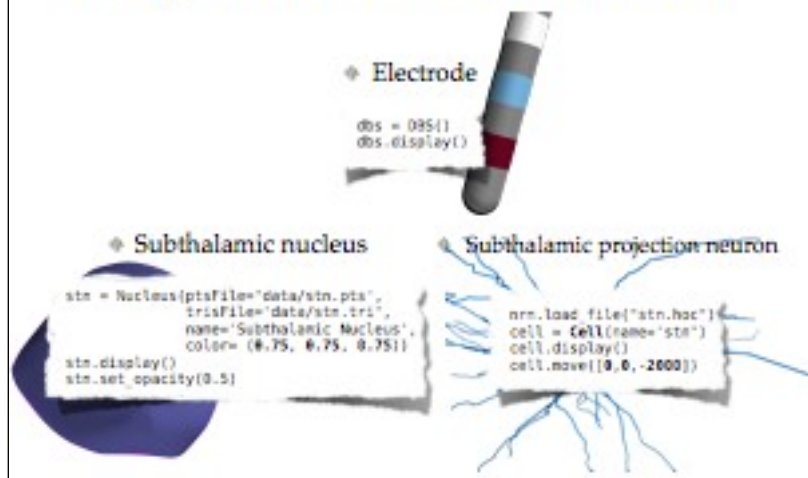 Electrode
dbs = DBS()
dbs.display()
Subthalamic nucleus
stn = Nucleus(ptsFile='data/stn.pts',
trisFile='data/stn.tri',
name='Subthalamic Nucleus',
color= (0.75, 0.75, 0.75))
stn.display()
stn.set_opacity(0.5)
Subthalamic projection neuron
nrn.load_file("stn.hoc")
cell = Cell(name='stn")
cell.display()
cell.move([0,0,-2000])